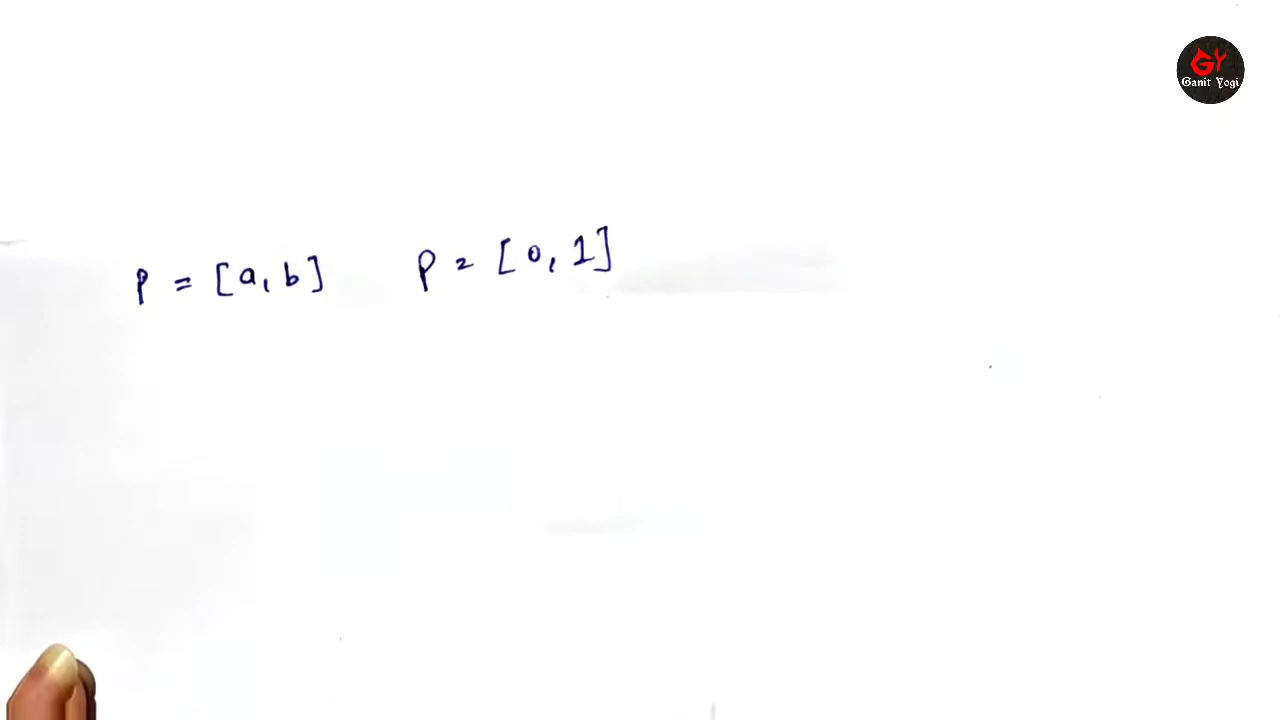 P = [a, b]    P = [0, 1]
GY
Ganit Yogi